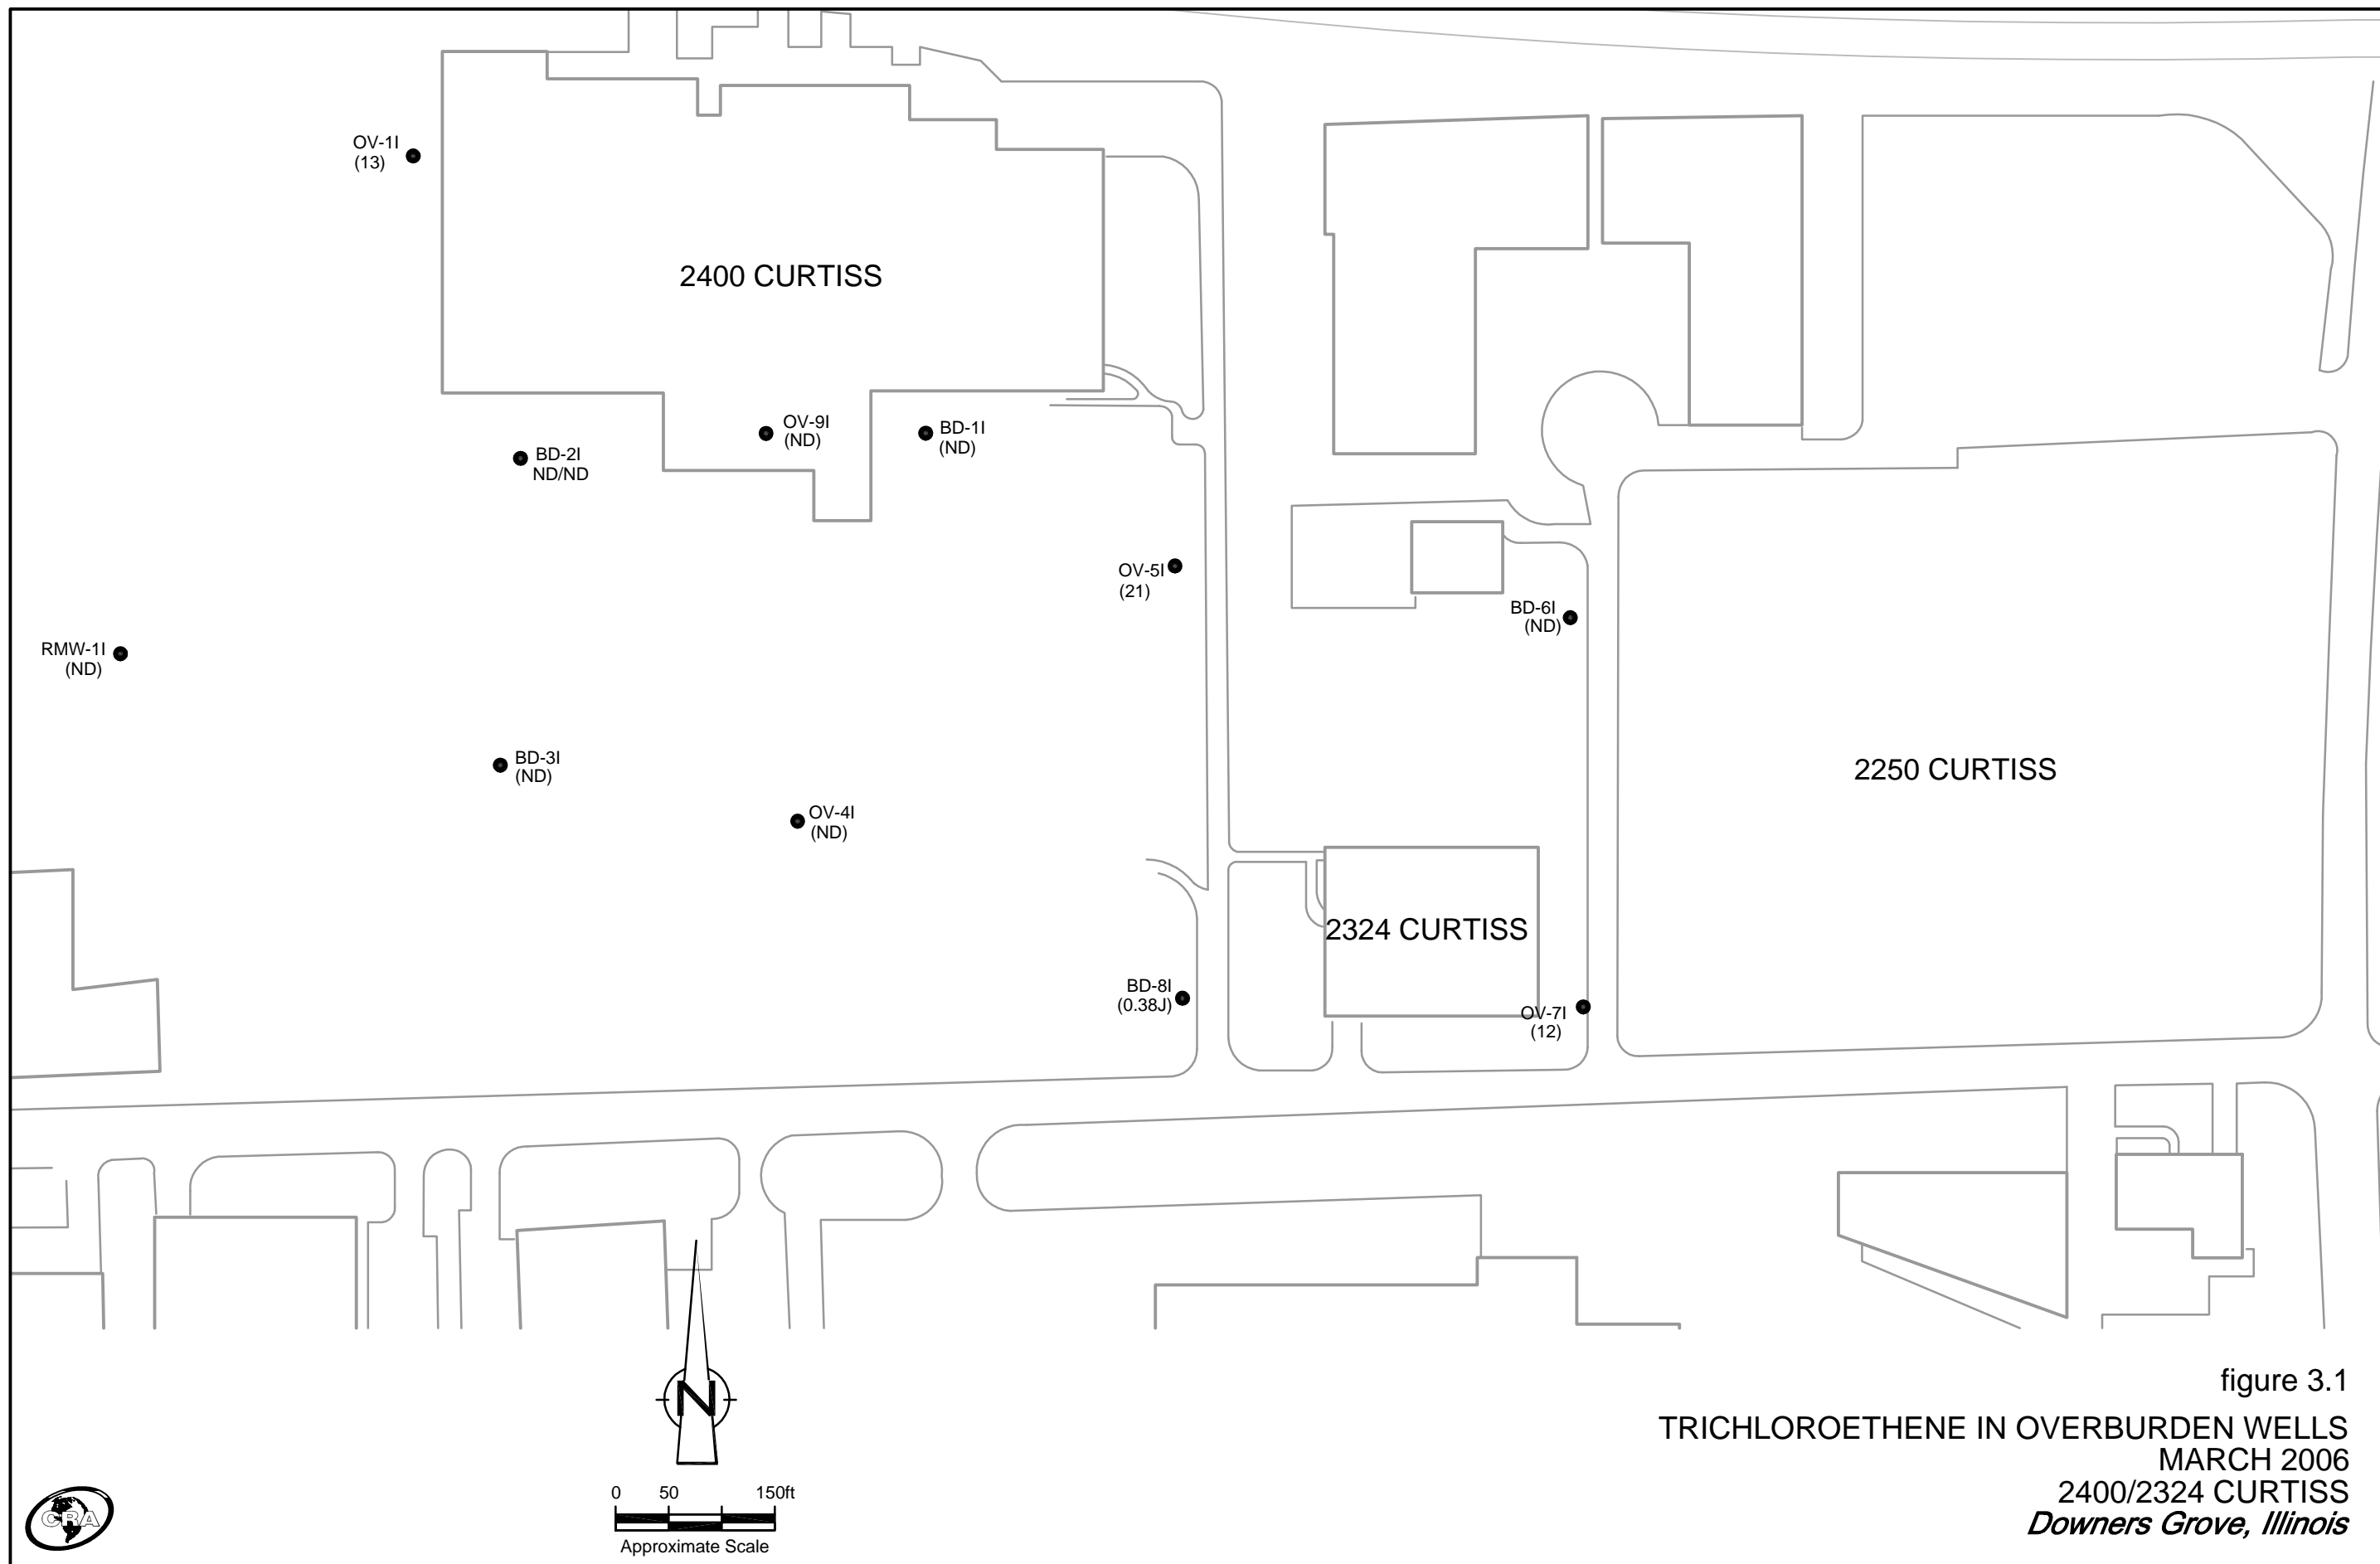 OV-1I
(13)
2400 CURTISS
OV-9I
(ND)
BD-1I
(ND)
BD-2I
ND/ND
OV-5I
(21)
BD-6I
(ND)
RMW-1I
(ND)
BD-3I
(ND)
2250 CURTISS
OV-4I
(ND)
2324 CURTISS
BD-8I
(0.38J)
OV-7I
(12)
N
0 50 150ft
Approximate Scale
CRA
figure 3.1
TRICHLOROETHENE IN OVERBURDEN WELLS
MARCH 2006
2400/2324 CURTISS
Downers Grove, Illinois